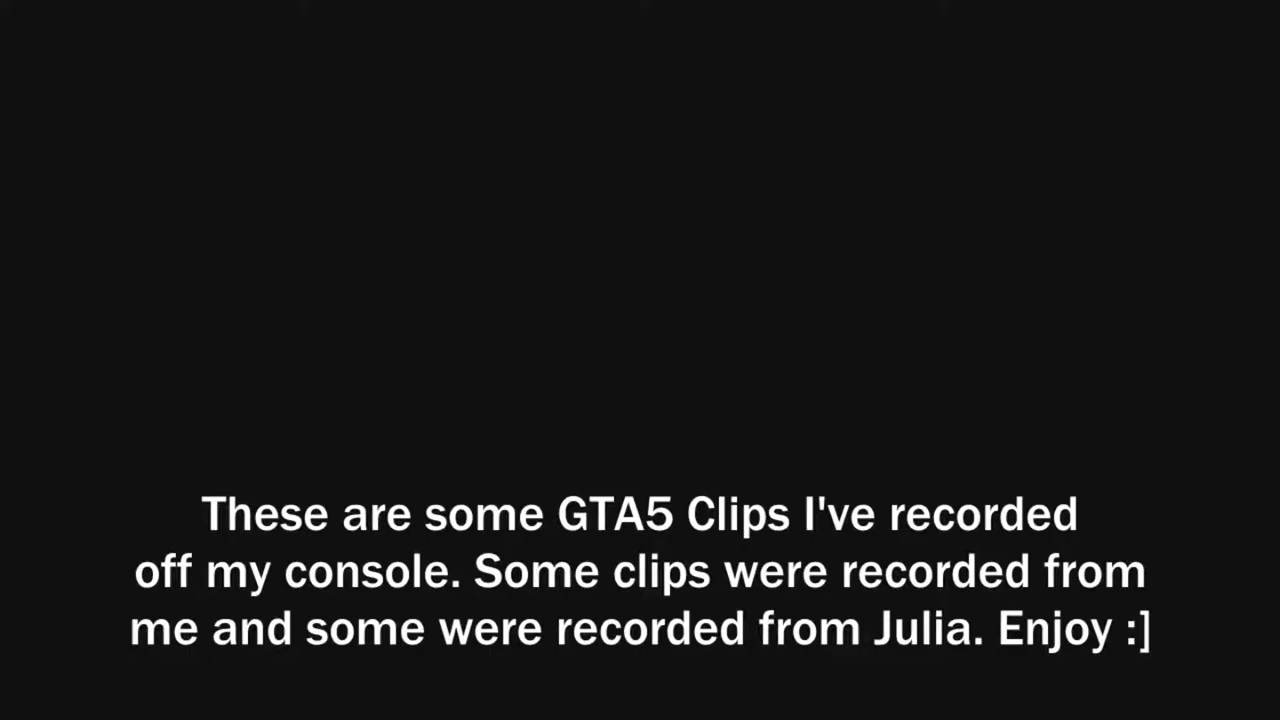 These are some GTA5 Clips I've recorded
off my console. Some clips were recorded from
me and some were recorded from Julia. Enjoy :]